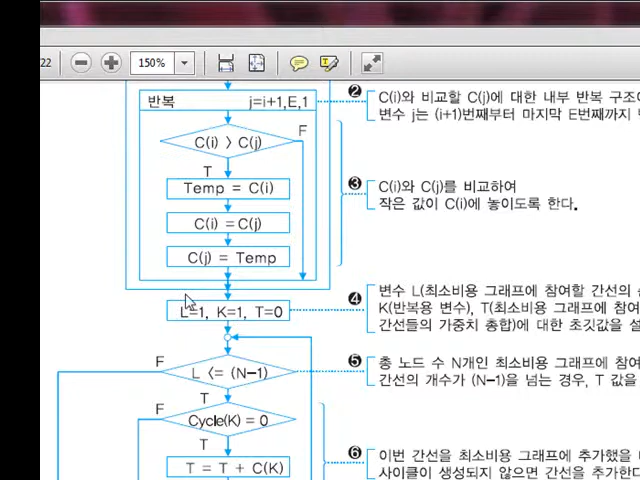 22
150%
반복 j=i+1,E,1
C(i) > C(j)
F
T
Temp = C(i)
C(i) = C(j)
C(j) = Temp
L=1, K=1, T=0
F
L <= (N-1)
T
F
Cycle(K) = 0
T
T = T + C(K)
❷ C(i)와 비교할 C(j)에 대한 내부 반복 구조
변수 j는 (i+1)번째부터 마지막 E번째까지
❸ C(i)와 C(j)를 비교하여
작은 값이 C(i)에 놓이도록 한다.
❹ 변수 L(최소비용 그래프에 참여할 간선의
K(반복용 변수), T(최소비용 그래프에 참여
간선들의 가중치 총합)에 대한 초깃값을
❺ 총 노드 수 N개인 최소비용 그래프에 참여
간선의 개수가 (N-1)을 넘는 경우, T 값을
❻ 이번 간선을 최소비용 그래프에 추가했을
사이클이 생성되지 않으면 간선을 추가한다